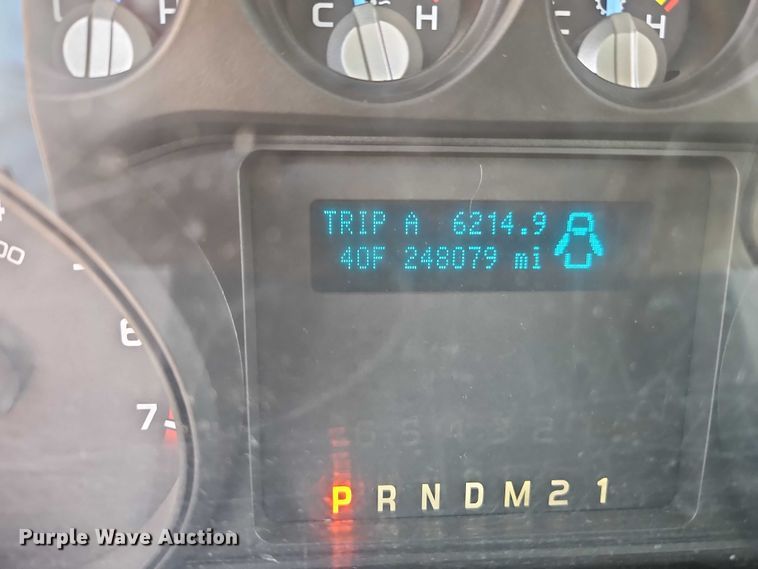 F
C H
C H
TRIP A 6214.9
40F 248079 mi
6
7
P R N D M 2 1
Purple Wave Auction